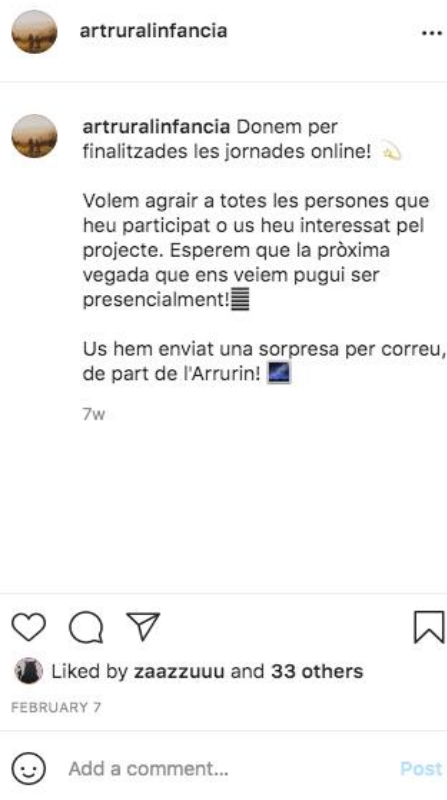 artruralinfancia
artruralinfancia Donem per
finalitzades les jornades online! 💫
Volem agrair a totes les persones que
heu participat o us heu interessat pel
projecte. Esperem que la pròxima
vegada que ens veiem pugui ser
presencialment!
Us hem enviat una sorpresa per correu,
de part de l'Arrurin! 🌌
7w
Liked by zaazzuuu and 33 others
FEBRUARY 7
Add a comment...
Post